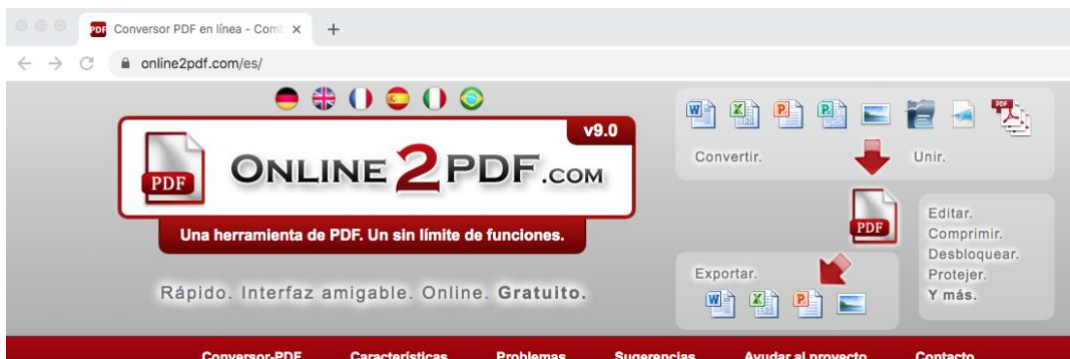 Conversor PDF en línea - Com
online2pdf.com/es/
v9.0
PDF
ONLINE2PDF.COM
Una herramienta de PDF. Un sin límite de funciones.
Rápido. Interfaz amigable. Online. Gratuito.
PDF
Convertir.
Unir.
PDF
Editar.
Comprimir.
Desbloquear.
Protejer.
Y más.
Exportar.
Conversor-PDF Características Problemas Sugerencias Ayudar al proyecto Contacto